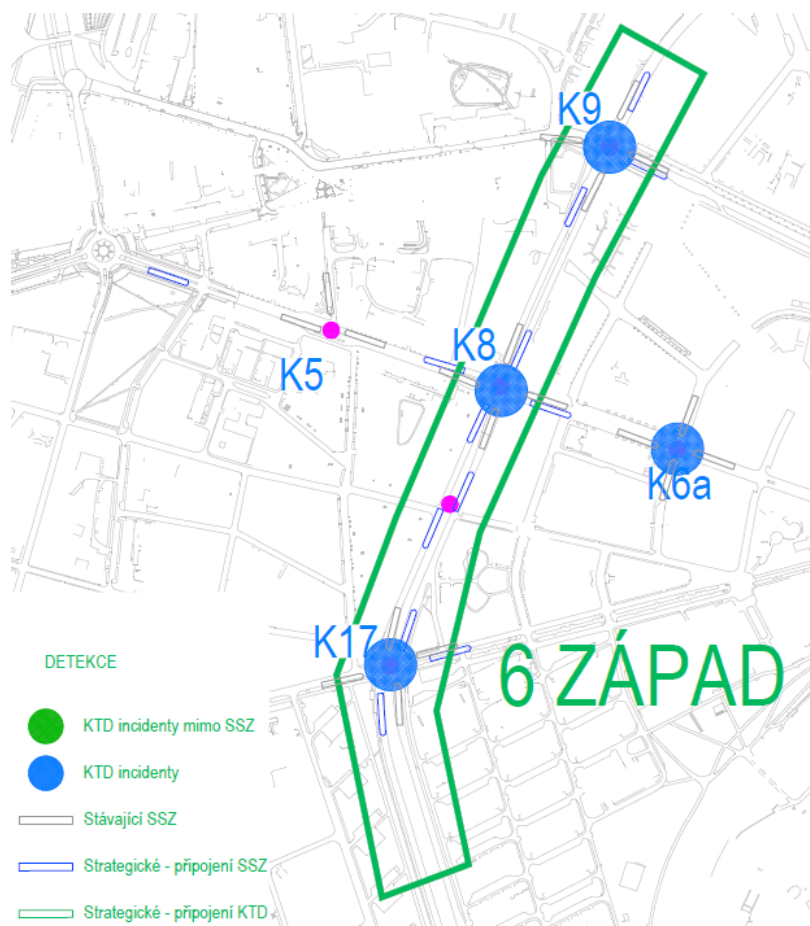 K9
K8
K5
K6a
K17
6 ZÁPAD
DETEKCE
KTD incidenty mimo SSZ
KTD incidenty
Stávající SSZ
Strategické - připojení SSZ
Strategické - připojení KTD